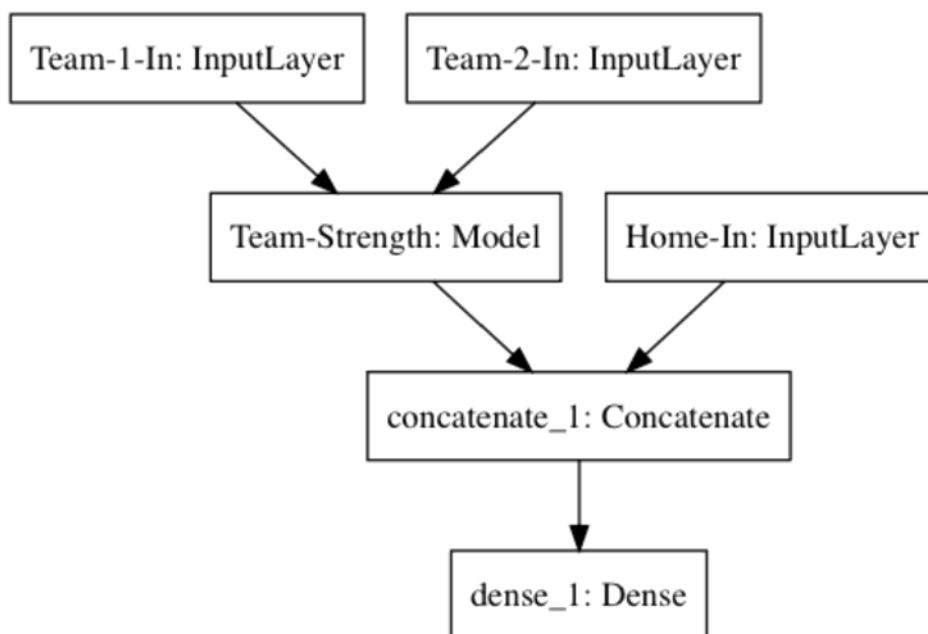 Team-1-In: InputLayer
Team-2-In: InputLayer
Team-Strength: Model
Home-In: InputLayer
concatenate_1: Concatenate
dense_1: Dense